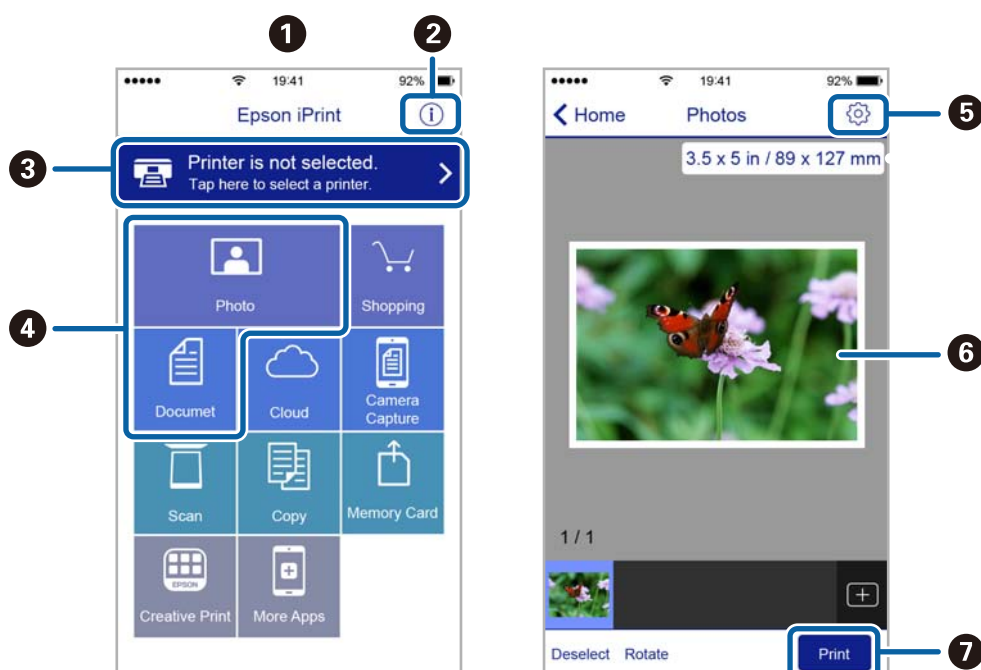 1
2
19:41
92%
Epson iPrint
i
3
Printer is not selected.
Tap here to select a printer.
4
Photo
Shopping
Documet
Cloud
Camera
Capture
Scan
Copy
Memory Card
EPSON
Creative Print
More Apps
19:41
92%
Home
Photos
5
3.5 x 5 in / 89 x 127 mm
6
1 / 1
Deselect
Rotate
Print
7